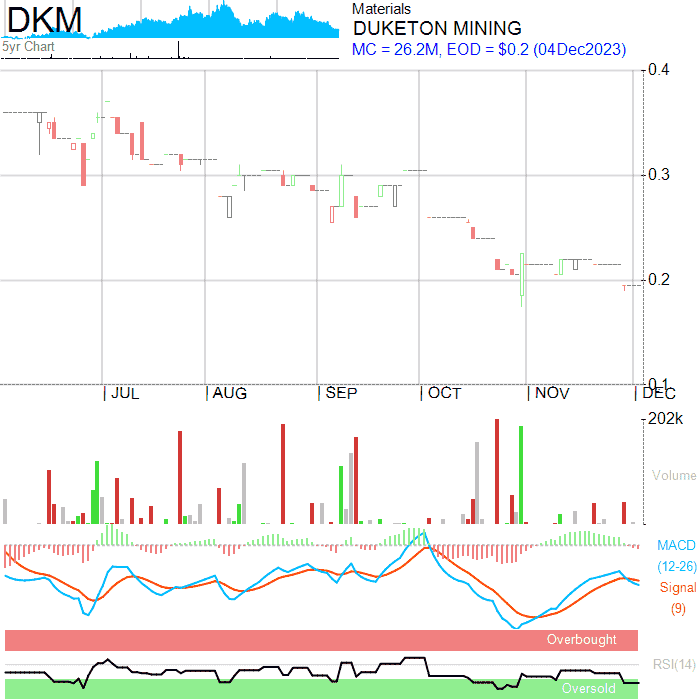 DKM
5yr Chart
Materials
DUKETON MINING
MC = 26.2M, EOD = $0.2 (04Dec2023)
0.4
0.3
0.2
0.1
JUL
AUG
SEP
OCT
NOV
DEC
202k
Volume
MACD
(12-26)
Signal
(9)
Overbought
RSI(14)
Oversold